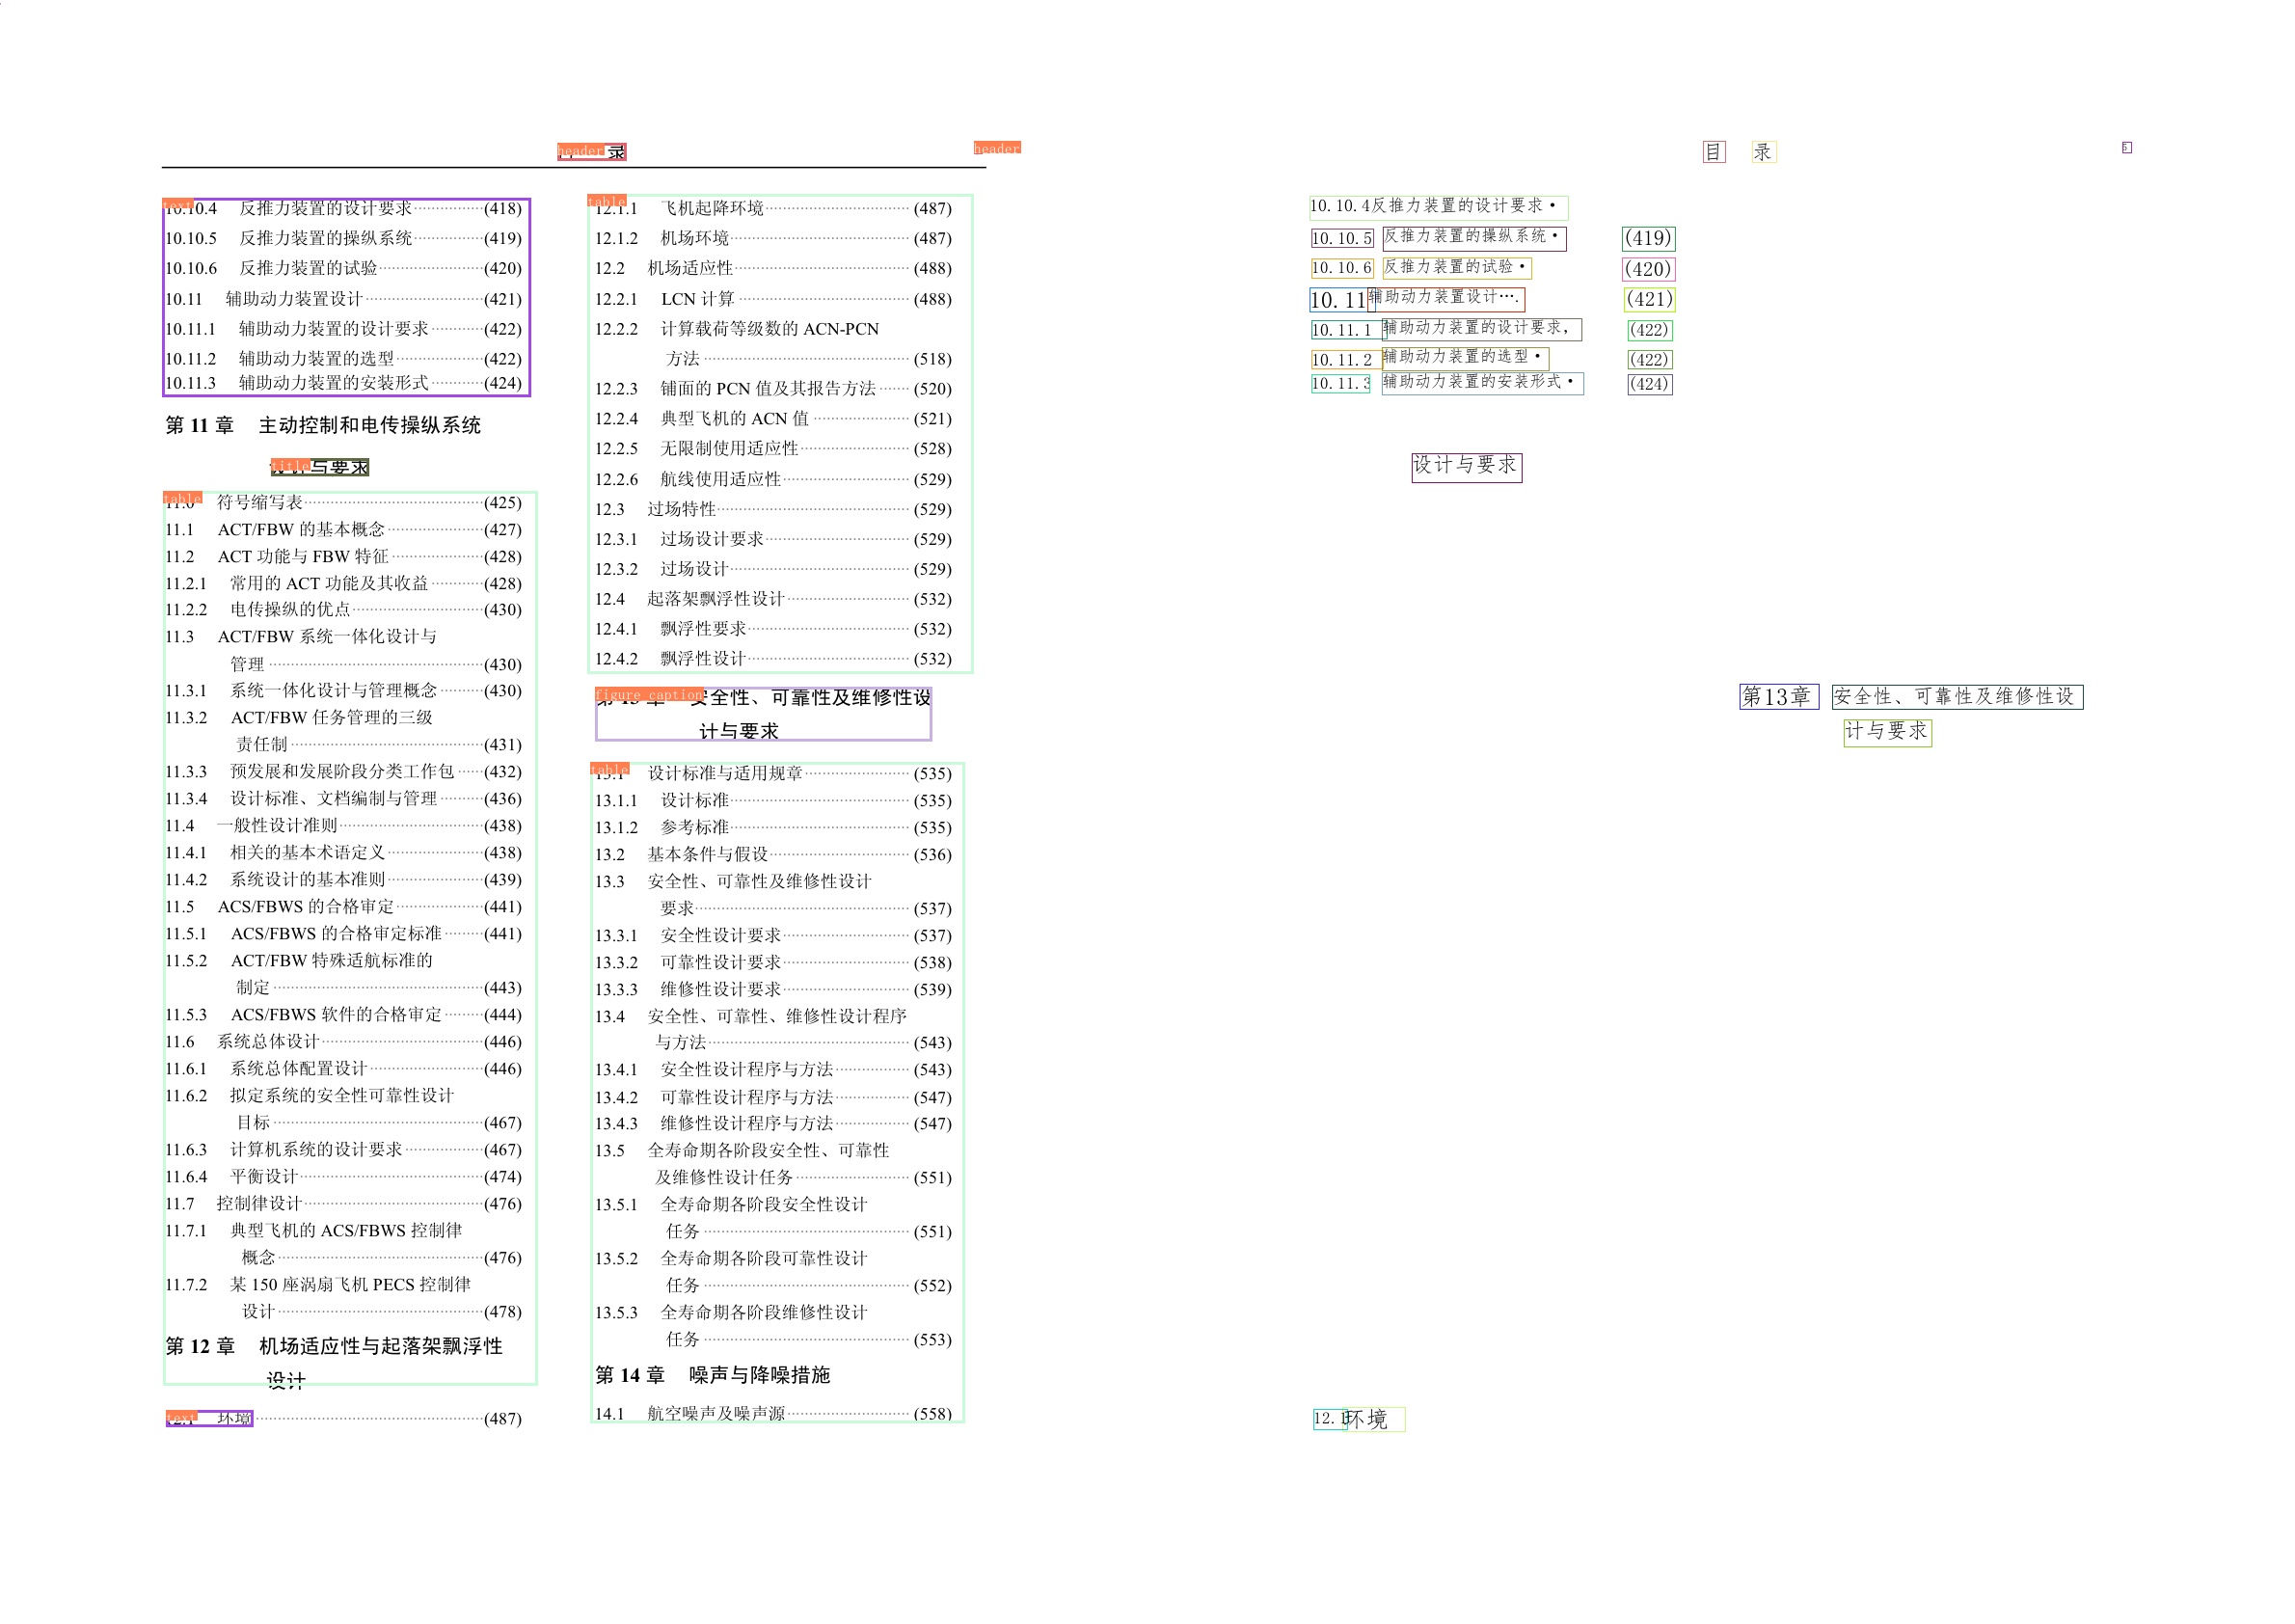 header 录
header
text 10.10.4 反推力装置的设计要求 (418)
10.10.5 反推力装置的操纵系统 (419)
10.10.6 反推力装置的试验 (420)
10.11 辅助动力装置设计 (421)
10.11.1 辅助动力装置的设计要求 (422)
10.11.2 辅助动力装置的选型 (422)
10.11.3 辅助动力装置的安装形式 (424)
第 11 章 主动控制和电传操纵系统
title 设计与要求
table 11.0 符号缩写表 (425)
11.1 ACT/FBW 的基本概念 (427)
11.2 ACT 功能与 FBW 特征 (428)
11.2.1 常用的 ACT 功能及其收益 (428)
11.2.2 电传操纵的优点 (430)
11.3 ACT/FBW 系统一体化设计与
管理 (430)
11.3.1 系统一体化设计与管理概念 (430)
11.3.2 ACT/FBW 任务管理的三级
责任制 (431)
11.3.3 预发展和发展阶段分类工作包 (432)
11.3.4 设计标准、文档编制与管理 (436)
11.4 一般性设计准则 (438)
11.4.1 相关的基本术语定义 (438)
11.4.2 系统设计的基本准则 (439)
11.5 ACS/FBWS 的合格审定 (441)
11.5.1 ACS/FBWS 的合格审定标准 (441)
11.5.2 ACT/FBW 特殊适航标准的
制定 (443)
11.5.3 ACS/FBWS 软件的合格审定 (444)
11.6 系统总体设计 (446)
11.6.1 系统总体配置设计 (446)
11.6.2 拟定系统的安全性可靠性设计
目标 (467)
11.6.3 计算机系统的设计要求 (467)
11.6.4 平衡设计 (474)
11.7 控制律设计 (476)
11.7.1 典型飞机的 ACS/FBWS 控制律
概念 (476)
11.7.2 某 150 座涡扇飞机 PECS 控制律
设计 (478)
第 12 章 机场适应性与起落架飘浮性
设计
text 12.1 环境 (487)
table 12.1.1 飞机起降环境 (487)
12.1.2 机场环境 (487)
12.2 机场适应性 (488)
12.2.1 LCN 计算 (488)
12.2.2 计算载荷等级数的 ACN-PCN
方法 (518)
12.2.3 铺面的 PCN 值及其报告方法 (520)
12.2.4 典型飞机的 ACN 值 (521)
12.2.5 无限制使用适应性 (528)
12.2.6 航线使用适应性 (529)
12.3 过场特性 (529)
12.3.1 过场设计要求 (529)
12.3.2 过场设计 (529)
12.4 起落架飘浮性设计 (532)
12.4.1 飘浮性要求 (532)
12.4.2 飘浮性设计 (532)
figure caption 第 13 章 安全性、可靠性及维修性设
计与要求
table 13.1 设计标准与适用规章 (535)
13.1.1 设计标准 (535)
13.1.2 参考标准 (535)
13.2 基本条件与假设 (536)
13.3 安全性、可靠性及维修性设计
要求 (537)
13.3.1 安全性设计要求 (537)
13.3.2 可靠性设计要求 (538)
13.3.3 维修性设计要求 (539)
13.4 安全性、可靠性、维修性设计程序
与方法 (543)
13.4.1 安全性设计程序与方法 (543)
13.4.2 可靠性设计程序与方法 (547)
13.4.3 维修性设计程序与方法 (547)
13.5 全寿命期各阶段安全性、可靠性
及维修性设计任务 (551)
13.5.1 全寿命期各阶段安全性设计
任务 (551)
13.5.2 全寿命期各阶段可靠性设计
任务 (552)
13.5.3 全寿命期各阶段维修性设计
任务 (553)
第 14 章 噪声与降噪措施
14.1 航空噪声及噪声源 (558)
目 录
10.10.4反推力装置的设计要求·
10.10.5 反推力装置的操纵系统· (419)
10.10.6 反推力装置的试验· (420)
10.11 辅助动力装置设计…. (421)
10.11.1 辅助动力装置的设计要求, (422)
10.11.2 辅助动力装置的选型· (422)
10.11.3 辅助动力装置的安装形式· (424)
设计与要求
第13章 安全性、可靠性及维修性设
计与要求
12.1 环境